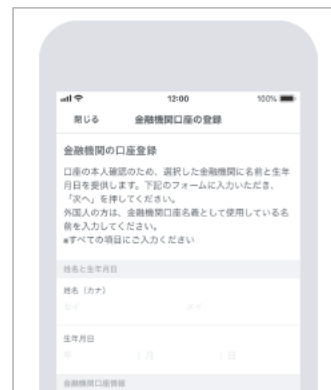 12:00
100%
閉じる 金融機関口座の登録
金融機関の口座登録
口座の本人確認のため、選択した金融機関に名前と生年
月日を提供します。下記のフォームに入力いただき、
「次へ」を押してください。
外国人の方は、金融機関口座名義として使用している名
前を入力してください。
※すべての項目にご入力ください
姓名と生年月日
姓名（カナ）
セイ メイ
生年月日
年 月 日
金融機関口座情報